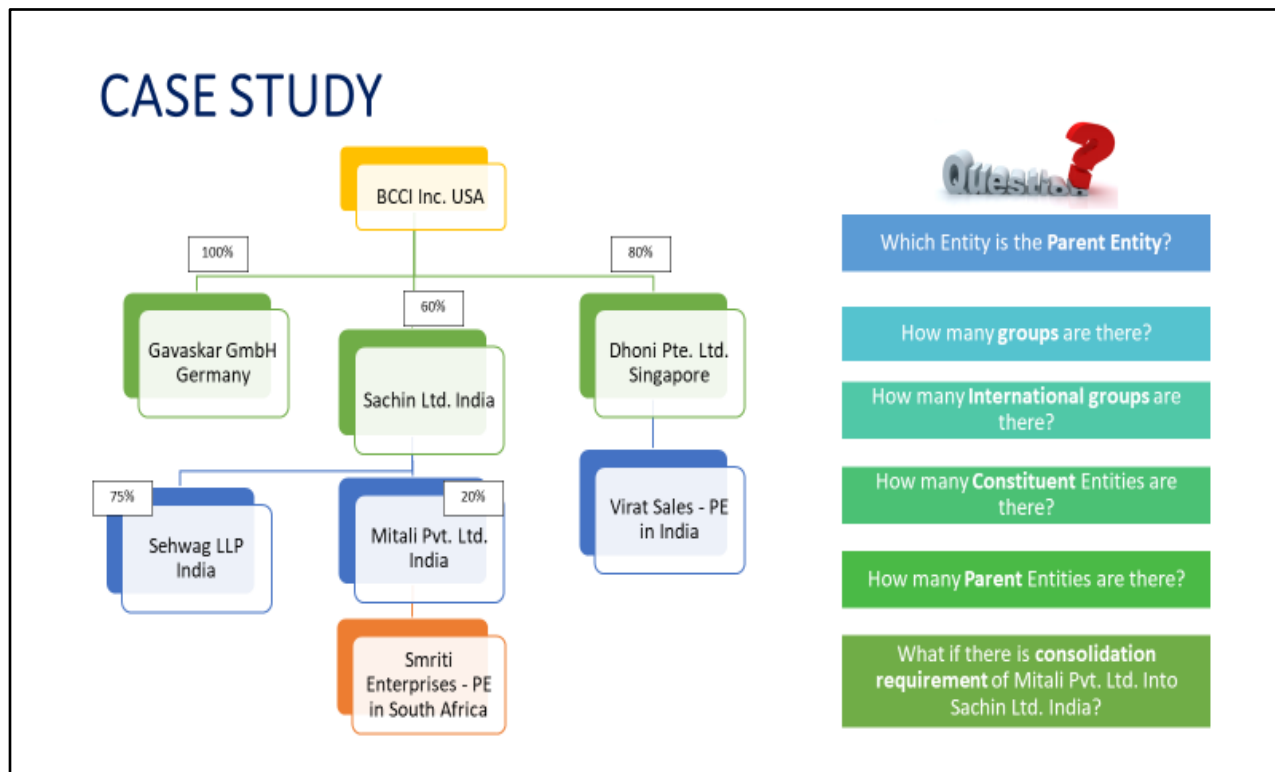 CASE STUDY
BCCI Inc. USA
100%
80%
60%
Gavaskar GmbH
Germany
Sachin Ltd. India
Dhoni Pte. Ltd.
Singapore
75%
20%
Sehwag LLP
India
Mitali Pvt. Ltd.
India
Virat Sales - PE
in India
Smriti
Enterprises - PE
in South Africa
Question?
Which Entity is the Parent Entity?
How many groups are there?
How many International groups are
there?
How many Constituent Entities are
there?
How many Parent Entities are there?
What if there is consolidation
requirement of Mitali Pvt. Ltd. Into
Sachin Ltd. India?